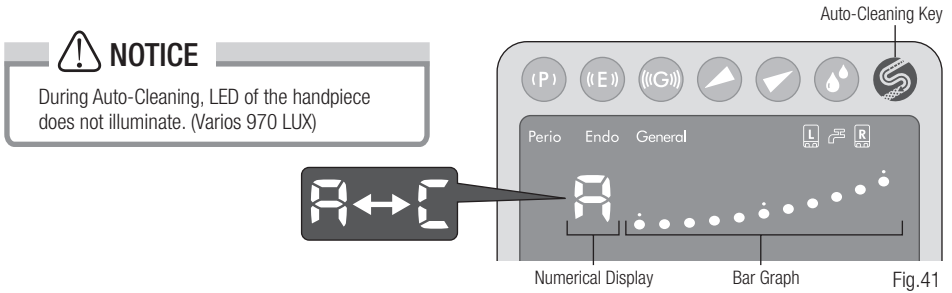 Auto-Cleaning Key
NOTICE
During Auto-Cleaning, LED of the handpiece
does not illuminate. (Varios 970 LUX)
(P) ((E)) (((G)))
Perio Endo General L R
A
A↔C
Numerical Display Bar Graph Fig.41